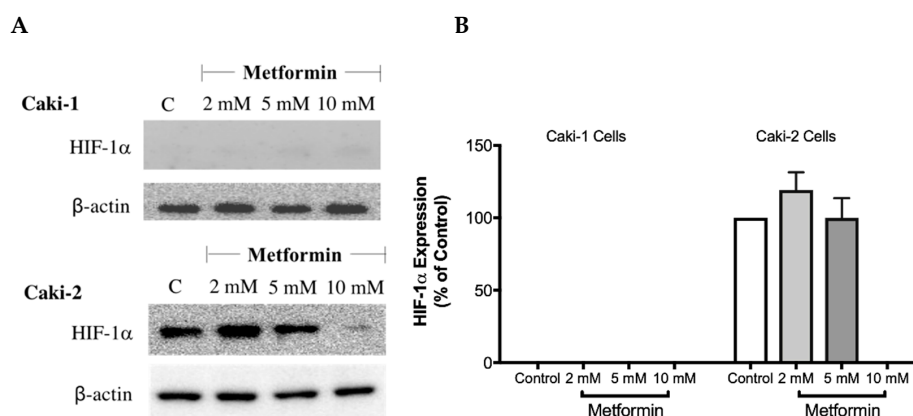 A
Metformin
Caki-1
C 2 mM 5 mM 10 mM
HIF-1α
β-actin
Metformin
Caki-2
C 2 mM 5 mM 10 mM
HIF-1α
β-actin
B
Caki-1 Cells Caki-2 Cells
HIF-1α Expression
(% of Control)
150
100
50
0
Control 2 mM 5 mM 10 mM Control 2 mM 5 mM 10 mM
Metformin Metformin